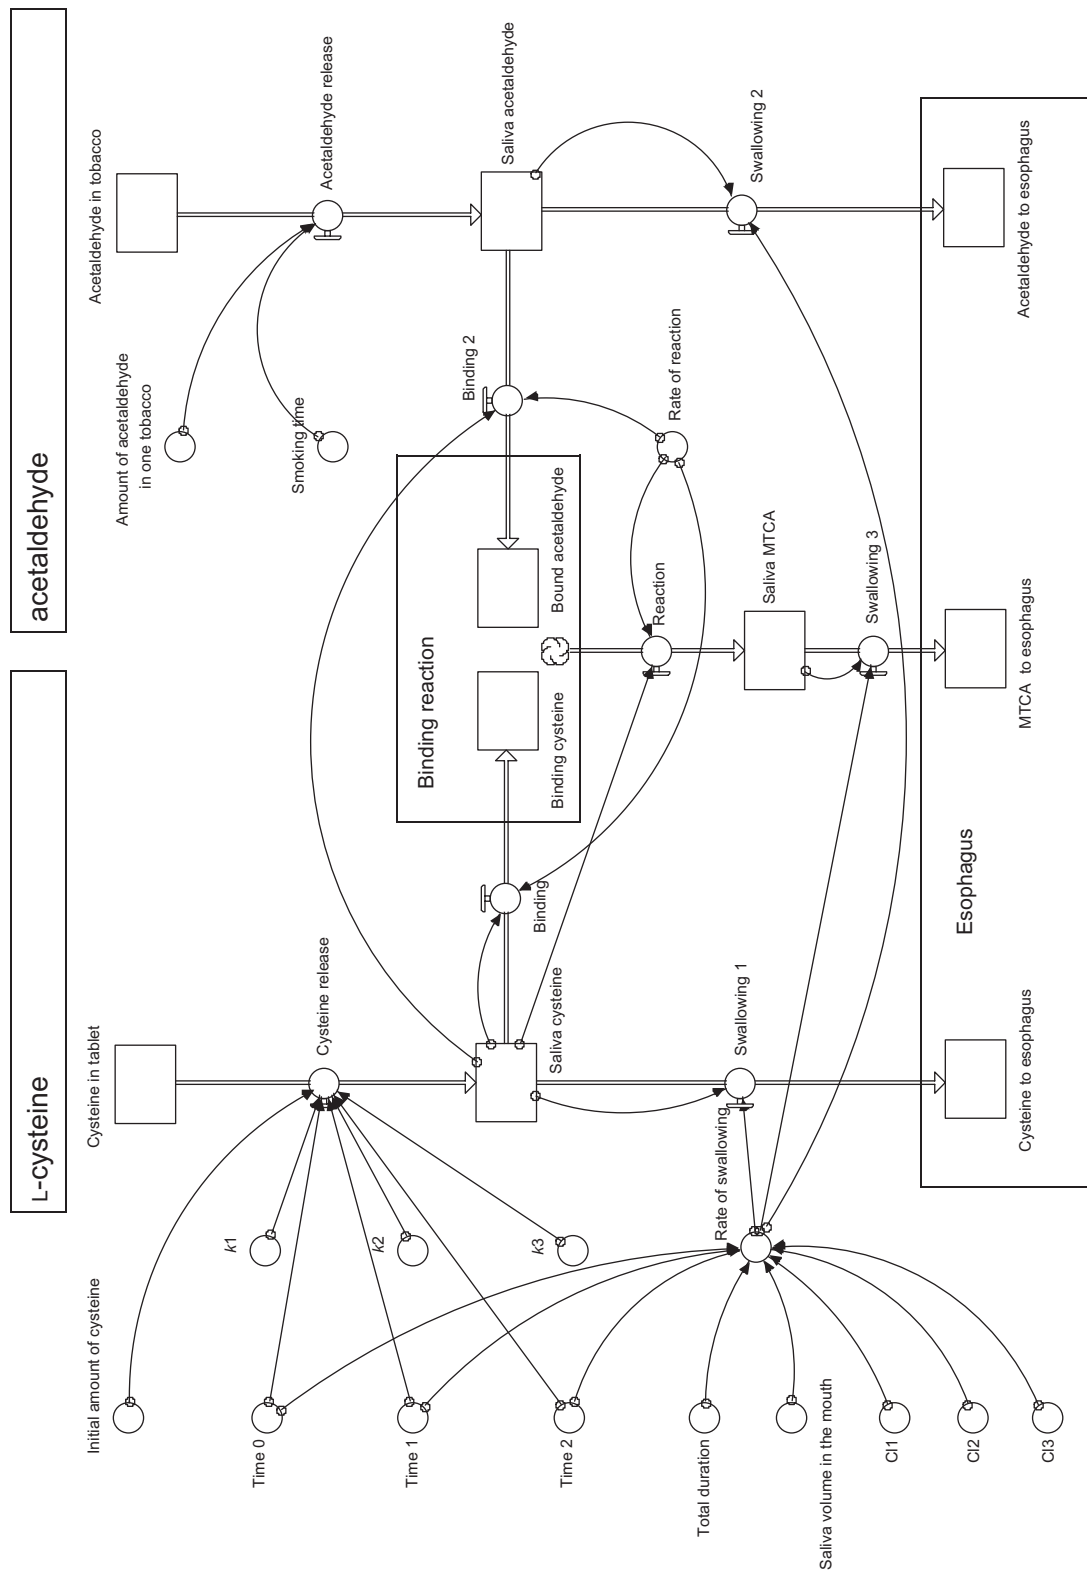 L-cysteine
acetaldehyde
Initial amount of cysteine
Cysteine in tablet
Amount of acetaldehyde
in one tobacco
Acetaldehyde in tobacco
Time 0
k1
Cysteine release
Smoking time
Acetaldehyde release
Time 1
k2
Binding reaction
Binding 2
Saliva acetaldehyde
Time 2
k3
Saliva cysteine
Binding
Binding cysteine
Bound acetaldehyde
Reaction
Rate of reaction
Total duration
Rate of swallowing
Swallowing 1
Saliva MTCA
Swallowing 2
Saliva volume in the mouth
Swallowing 3
Cl1
Cl2
Cl3
Esophagus
Cysteine to esophagus
MTCA to esophagus
Acetaldehyde to esophagus